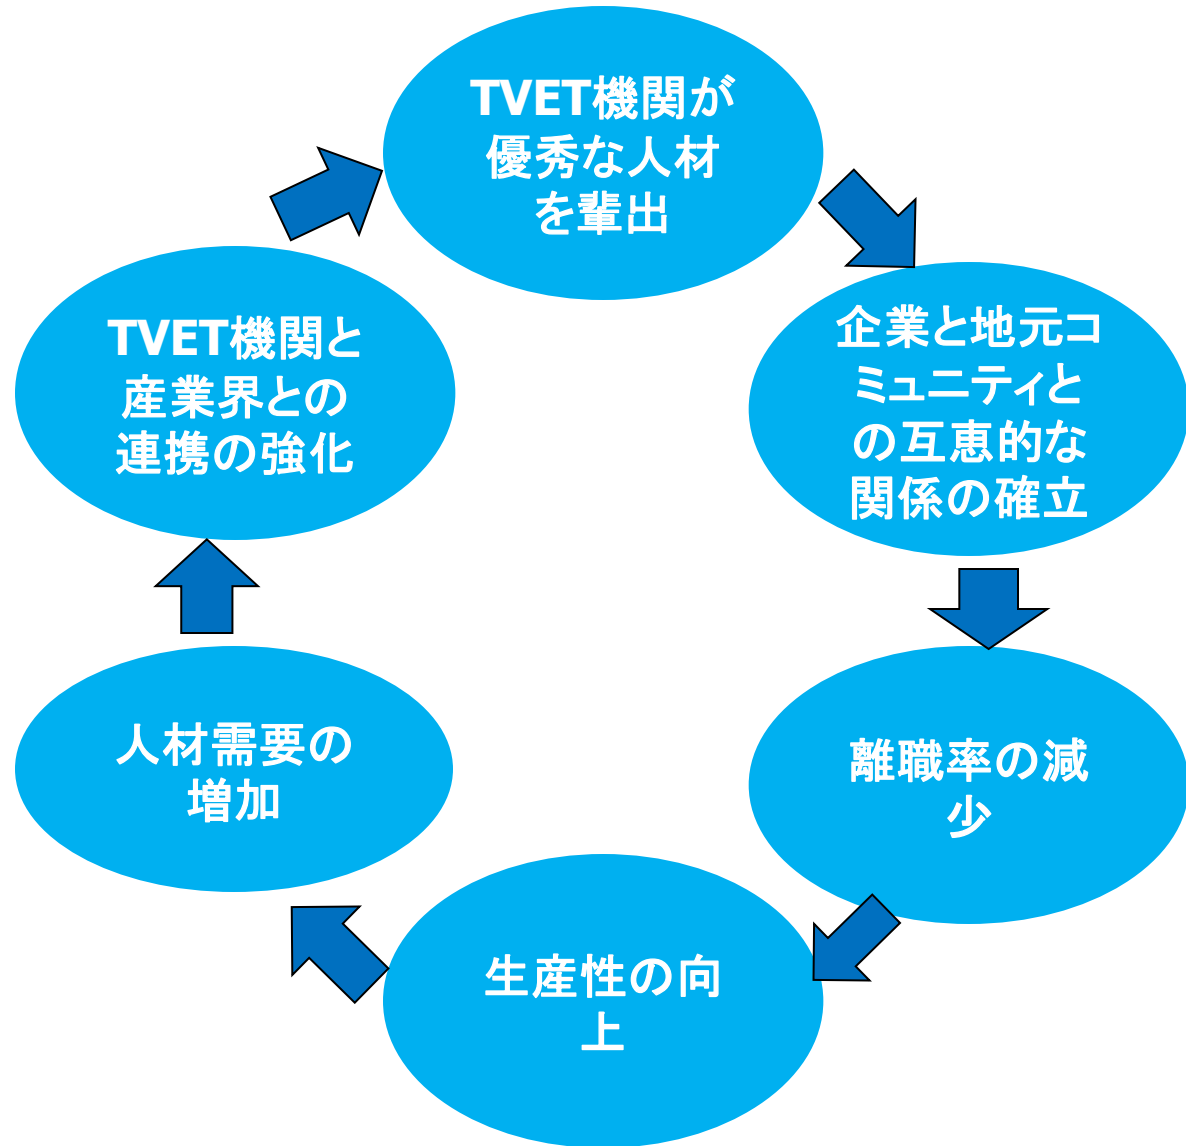 TVET機関が
優秀な人材
を輩出
企業と地元コ
ミュニティと
の互恵的な
関係の確立
離職率の減
少
生産性の向
上
人材需要の
増加
TVET機関と
産業界との
連携の強化